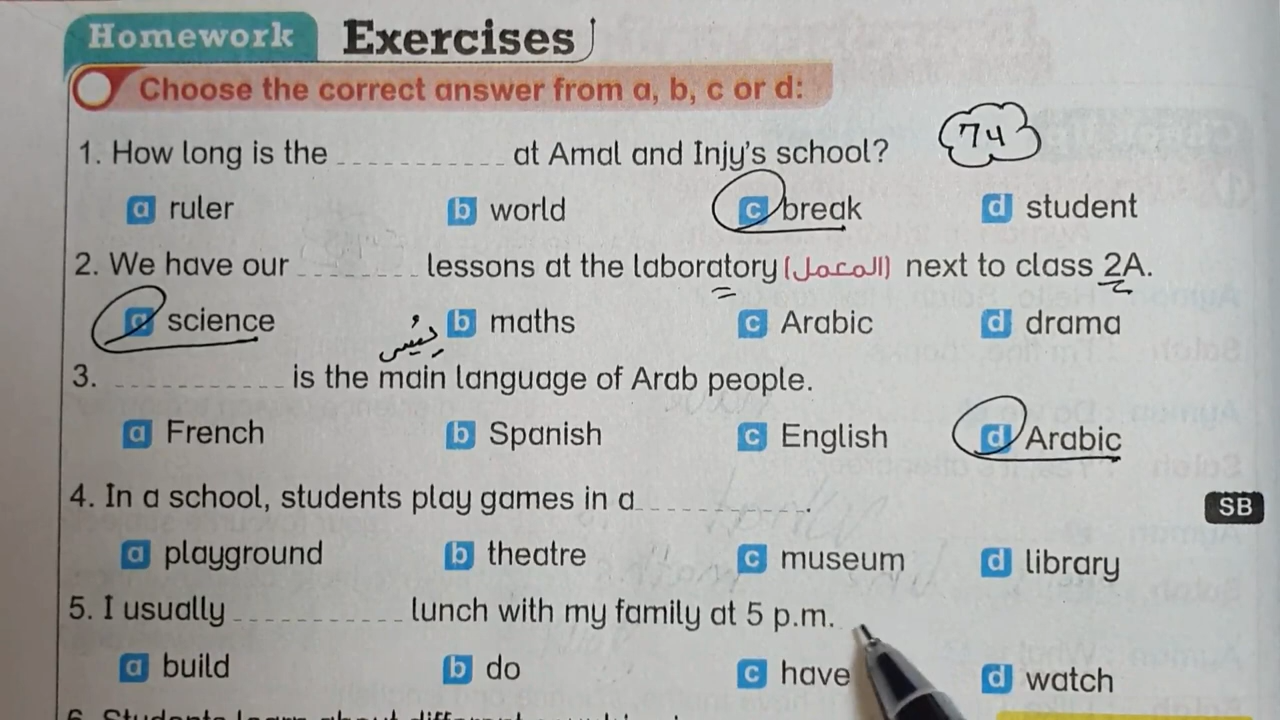 Homework Exercises
Choose the correct answer from a, b, c or d:
74
1. How long is the __________ at Amal and Injy's school?
a ruler b world c break d student
2. We have our ________ lessons at the laboratory (المعمل) next to class 2A.
a science b maths c Arabic d drama
3. __________ is the main language of Arab people.
a French b Spanish c English d Arabic
4. In a school, students play games in a __________.
SB
a playground b theatre c museum d library
5. I usually __________ lunch with my family at 5 p.m.
a build b do c have d watch